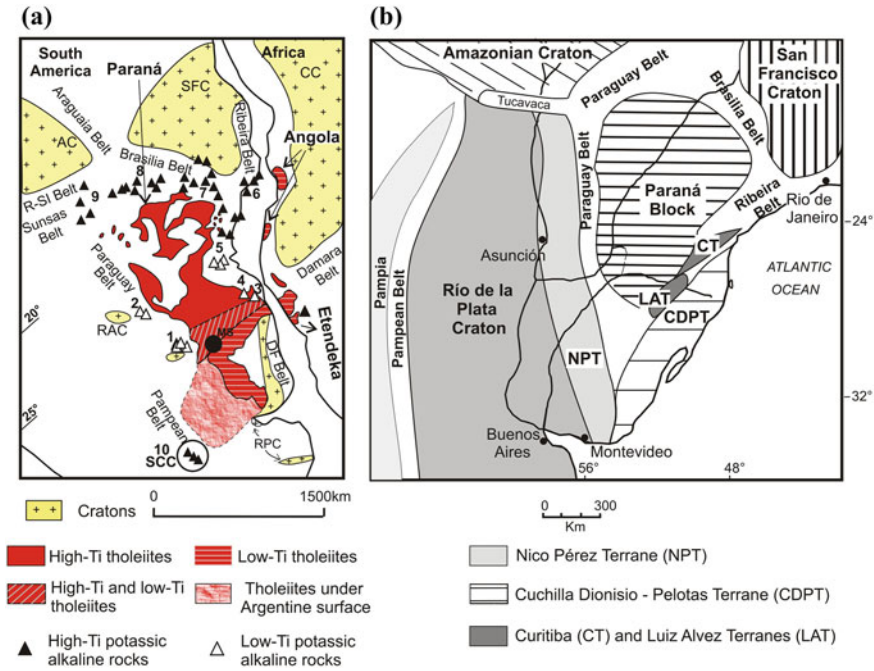 (a)
South
America
Africa
Paraná
SFC
CC
Ribeira Belt
Araguaia Belt
Angola
AC
Brasilia Belt
8
7
6
R-SI Belt
9
Sunsas
Belt
5
Damara
Belt
Paraguay
Belt
4
3
2
20°
RAC
1
MS
Etendeka
DF Belt
25°
Pampean
Belt
10
SCC
RPC
0
1500km
Cratons
High-Ti tholeiites
Low-Ti tholeiites
High-Ti and low-Ti
tholeiites
Tholeiites under
Argentine surface
High-Ti potassic
alkaline rocks
Low-Ti potassic
alkaline rocks
(b)
Amazonian Craton
San
Francisco
Craton
Paraguay Belt
Brasilia Belt
Tucavaca
Paraguay Belt
Paraná
Block
Ribeira
Belt
Rio de
Janeiro
-24°
CT
Asunción
ATLANTIC
OCEAN
Pampia
Pampean Belt
Río de la
Plata
Craton
LAT
CDPT
NPT
-32°
Buenos
Aires
Montevideo
56°
48°
0 300
Km
Nico Pérez Terrane (NPT)
Cuchilla Dionisio - Pelotas Terrane (CDPT)
Curitiba (CT) and Luiz Alvez Terranes (LAT)